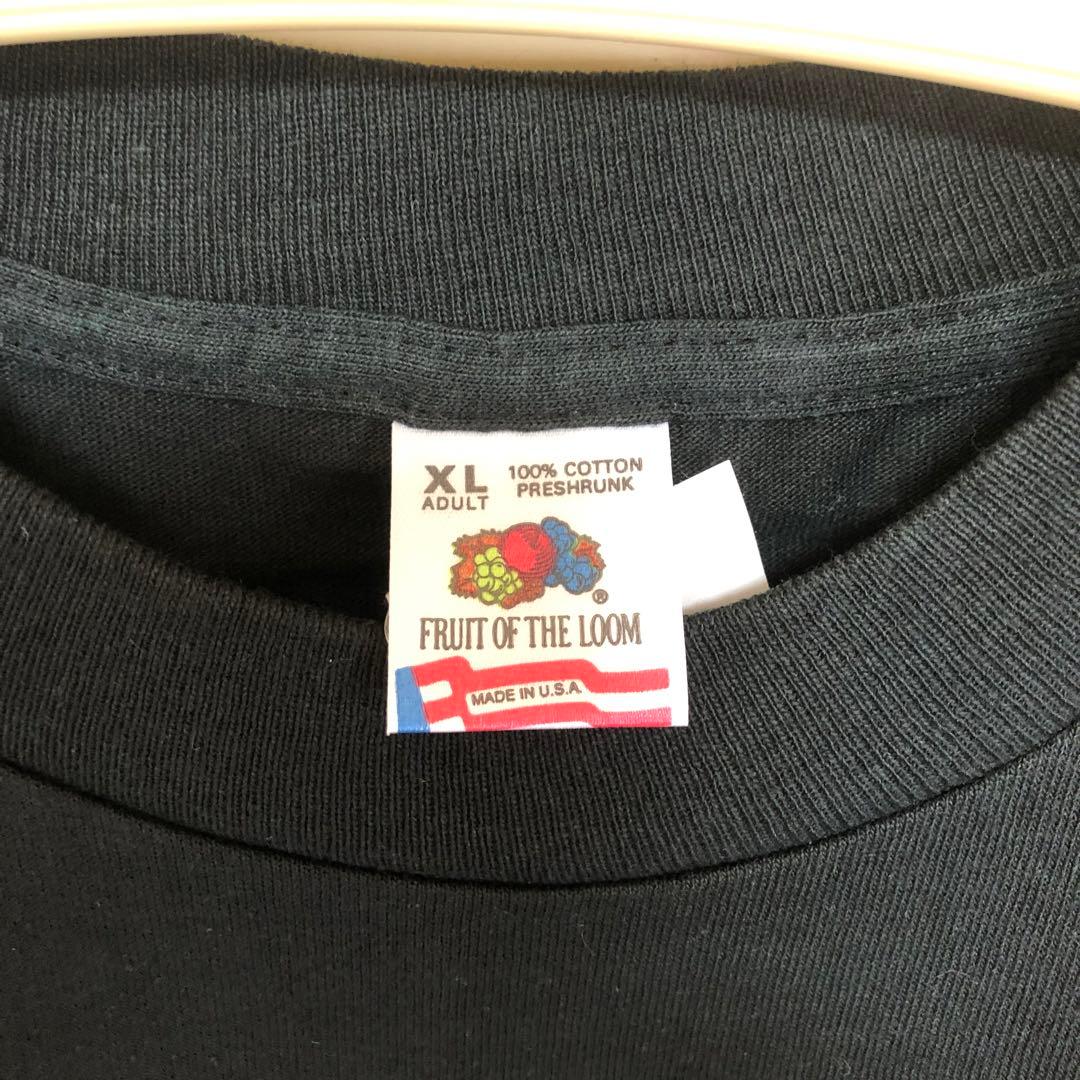 XL 100% COTTON
ADULT PRESHRUNK
®
FRUIT OF THE LOOM
MADE IN U.S.A.